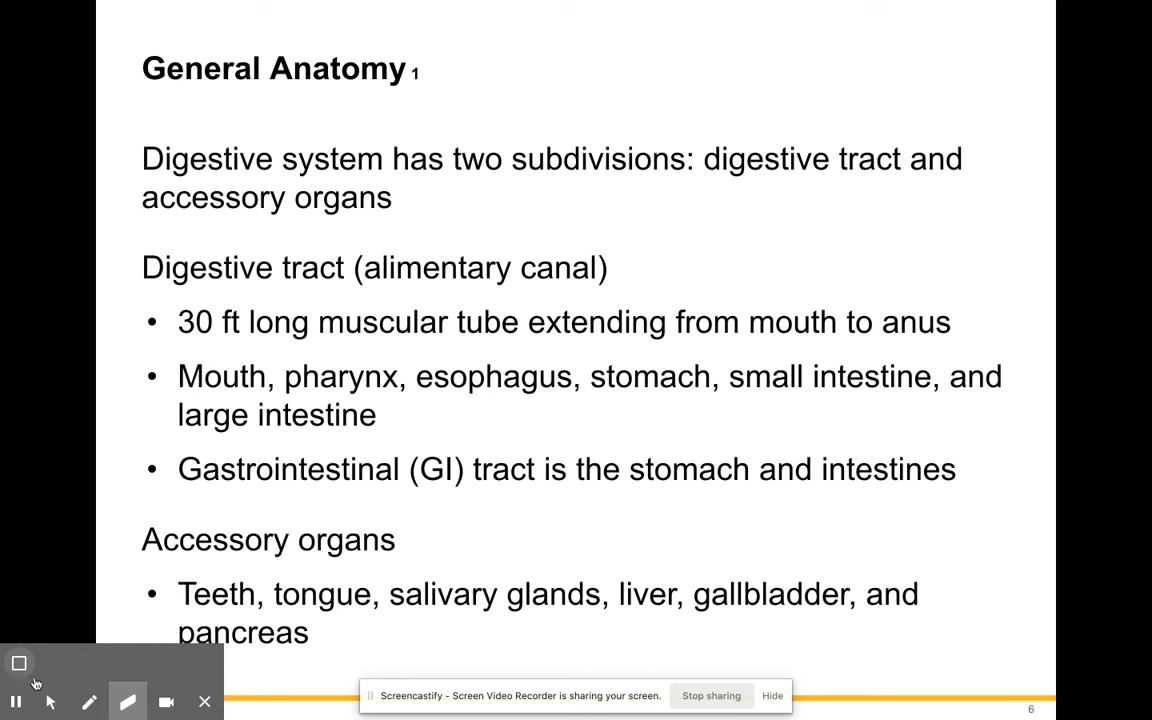 General Anatomy 1
Digestive system has two subdivisions: digestive tract and
accessory organs
Digestive tract (alimentary canal)
• 30 ft long muscular tube extending from mouth to anus
• Mouth, pharynx, esophagus, stomach, small intestine, and
large intestine
• Gastrointestinal (GI) tract is the stomach and intestines
Accessory organs
• Teeth, tongue, salivary glands, liver, gallbladder, and
pancreas
Screencastify - Screen Video Recorder is sharing your screen. Stop sharing Hide
6